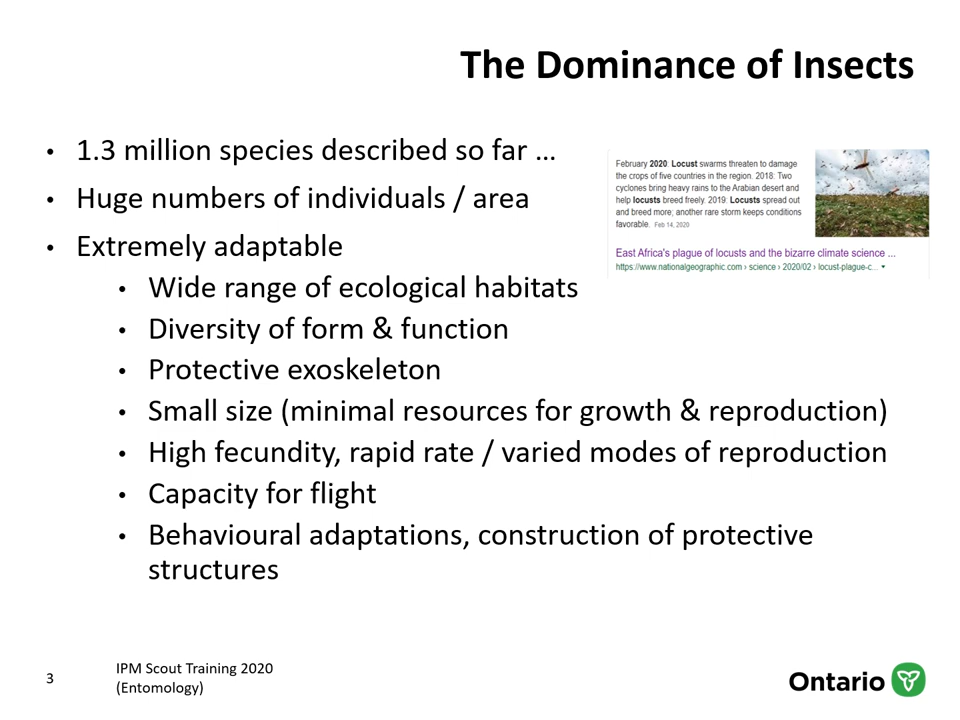 The Dominance of Insects
• 1.3 million species described so far ...
• Huge numbers of individuals / area
• Extremely adaptable
• Wide range of ecological habitats
• Diversity of form & function
• Protective exoskeleton
• Small size (minimal resources for growth & reproduction)
• High fecundity, rapid rate / varied modes of reproduction
• Capacity for flight
• Behavioural adaptations, construction of protective
structures
February 2020: Locust swarms threaten to damage
the crops of five countries in the region. 2018: Two
cyclones bring heavy rains to the Arabian desert and
help locusts breed freely. 2019: Locusts spread out
and breed more; another rare storm keeps conditions
favorable. Feb 14, 2020
East Africa's plague of locusts and the bizarre climate science ...
https://www.nationalgeographic.com › science › 2020/02 › locust-plague-c... ▾
3
IPM Scout Training 2020
(Entomology)
Ontario